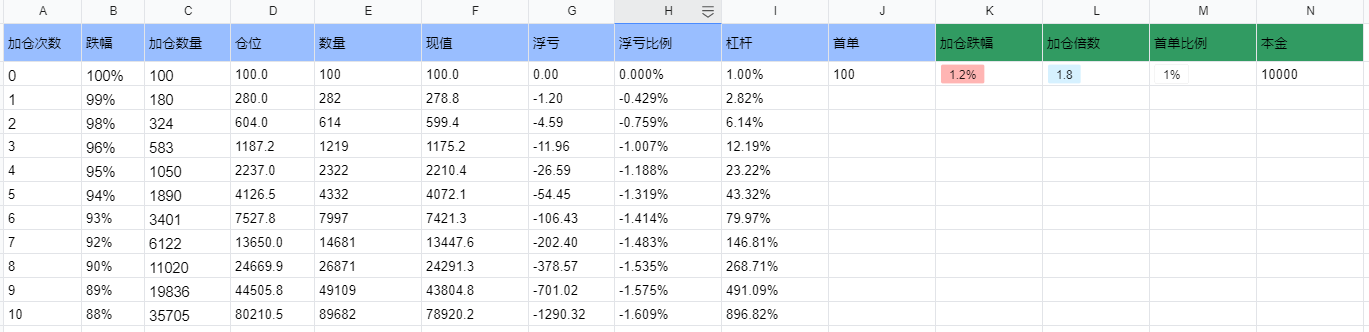 A B C D E F G H I J K L M N
加仓次数 跌幅 加仓数量 仓位 数量 现值 浮亏 浮亏比例 杠杆 首单 加仓跌幅 加仓倍数 首单比例 本金
0 100% 100 100.0 100 100.0 0.00 0.000% 1.00% 100 1.2% 1.8 1% 10000
1 99% 180 280.0 282 278.8 -1.20 -0.429% 2.82%
2 98% 324 604.0 614 599.4 -4.59 -0.759% 6.14%
3 96% 583 1187.2 1219 1175.2 -11.96 -1.007% 12.19%
4 95% 1050 2237.0 2322 2210.4 -26.59 -1.188% 23.22%
5 94% 1890 4126.5 4332 4072.1 -54.45 -1.319% 43.32%
6 93% 3401 7527.8 7997 7421.3 -106.43 -1.414% 79.97%
7 92% 6122 13650.0 14681 13447.6 -202.40 -1.483% 146.81%
8 90% 11020 24669.9 26871 24291.3 -378.57 -1.535% 268.71%
9 89% 19836 44505.8 49109 43804.8 -701.02 -1.575% 491.09%
10 88% 35705 80210.5 89682 78920.2 -1290.32 -1.609% 896.82%